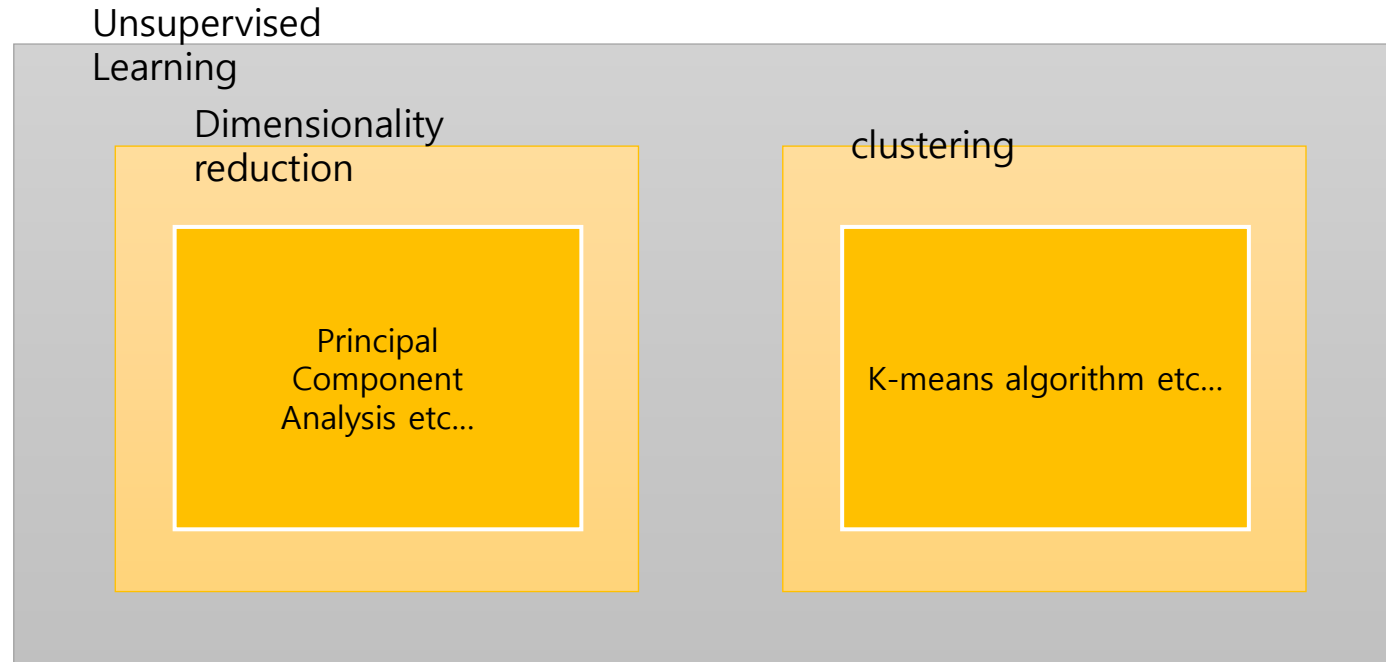 Unsupervised
Learning
Dimensionality
reduction
clustering
Principal
Component
Analysis etc...
K-means algorithm etc...